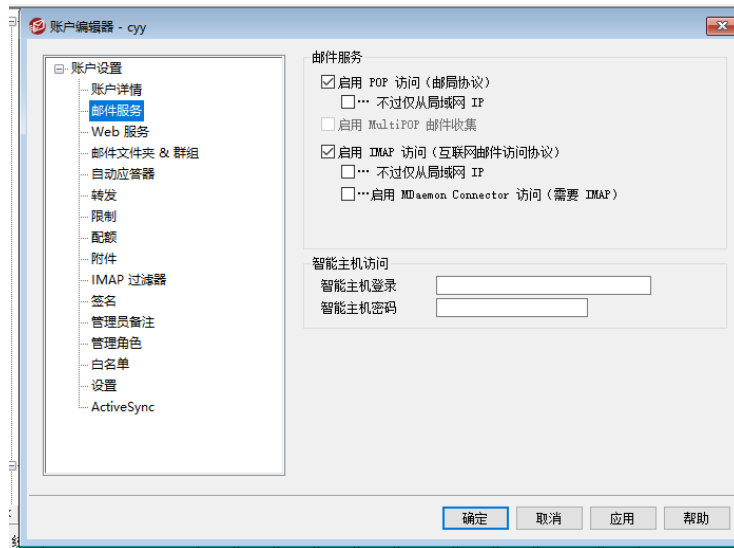 账户编辑器 - cyy
账户设置
账户详情
邮件服务
Web 服务
邮件文件夹 & 群组
自动应答器
转发
限制
配额
附件
IMAP 过滤器
签名
管理员备注
管理角色
白名单
设置
ActiveSync
邮件服务
启用 POP 访问（邮局协议）
… 不过仅从局域网 IP
启用 MultiPOP 邮件收集
启用 IMAP 访问（互联网邮件访问协议）
… 不过仅从局域网 IP
…启用 MDaemon Connector 访问（需要 IMAP）
智能主机访问
智能主机登录
智能主机密码
确定
取消
应用
帮助